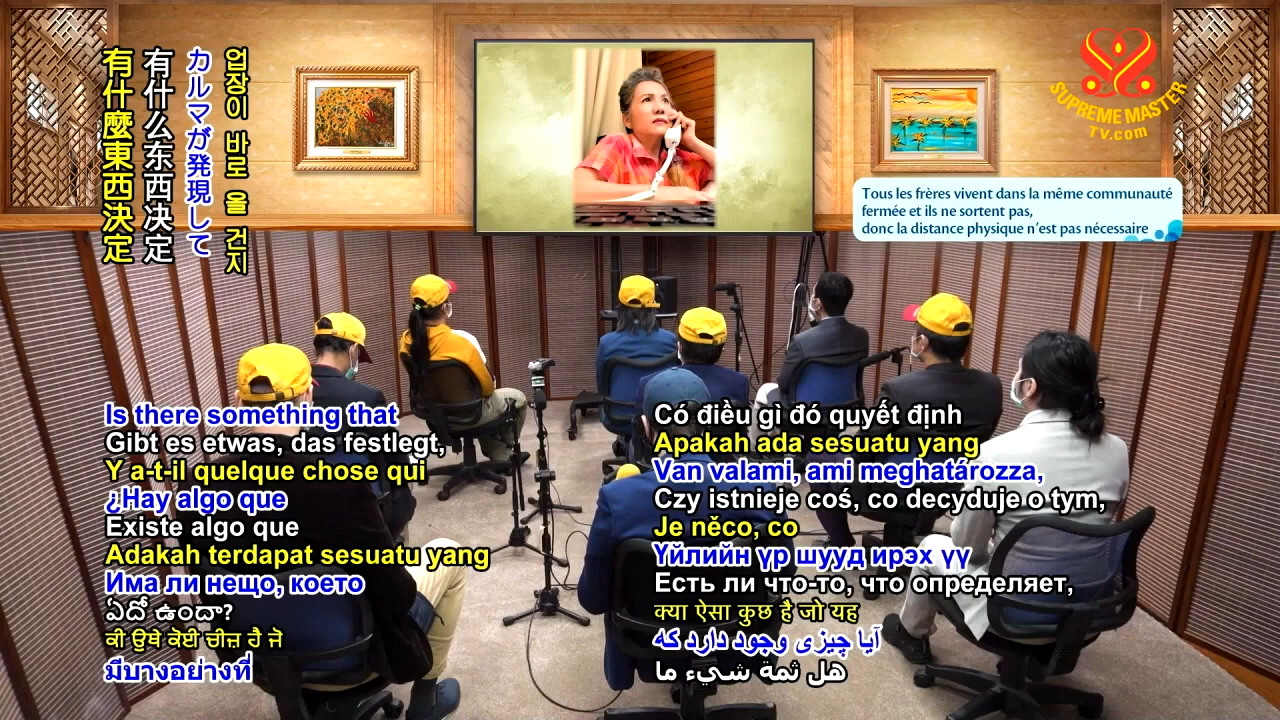 有什麼東西決定
有什么东西决定
カルマが発現して
업장이 바로 올 건지
SUPREME MASTER
TV.com
Tous les frères vivent dans la même communauté
fermée et ils ne sortent pas,
donc la distance physique n'est pas nécessaire
Is there something that
Gibt es etwas, das festlegt,
Y a-t-il quelque chose qui
¿Hay algo que
Existe algo que
Adakah terdapat sesuatu yang
Има ли нещо, което
ఏదో ఉందా?
ਕੀ ਉਥੇ ਕੋਈ ਚੀਜ਼ ਹੈ ਜੋ
มีบางอย่างที่
Có điều gì đó quyết định
Apakah ada sesuatu yang
Van valami, ami meghatározza,
Czy istnieje coś, co decyduje o tym,
Je něco, co
Үйлийн үр шууд ирэх үү
Есть ли что-то, что определяет,
क्या ऐसा कुछ है जो यह
آیا چیزی وجود دارد که
هل ثمة شيء ما